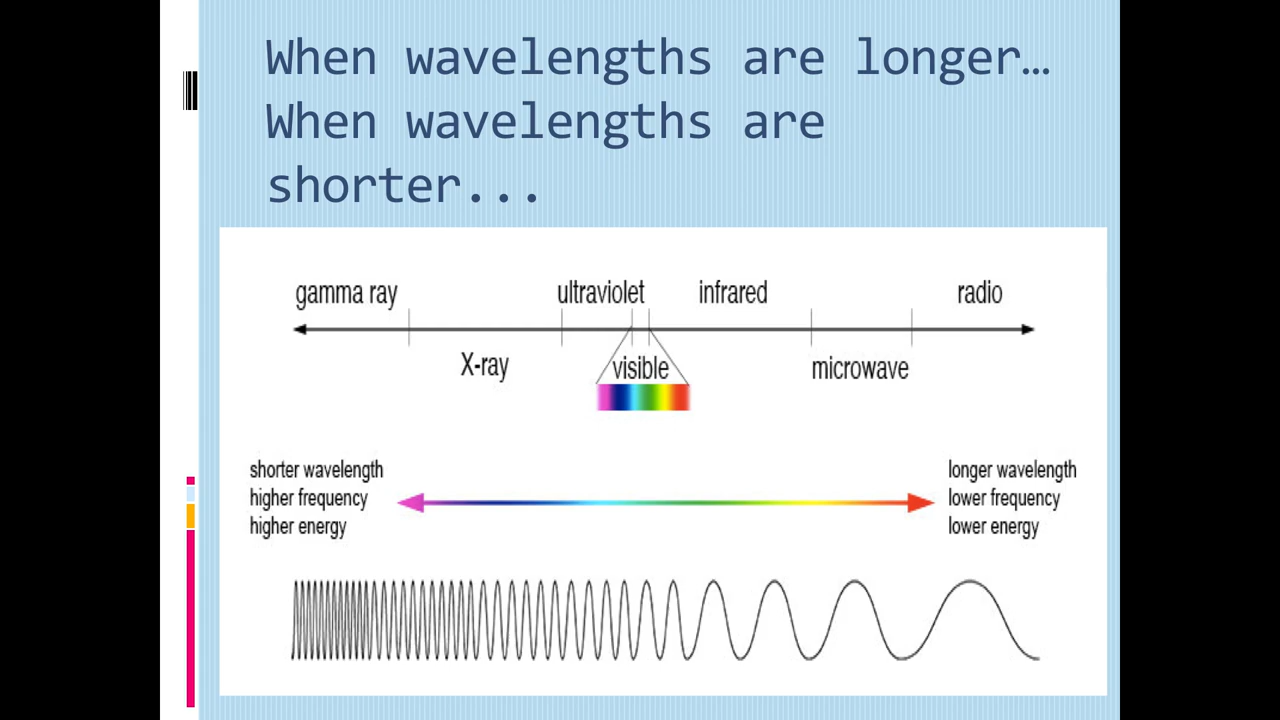 When wavelengths are longer…
When wavelengths are
shorter...
gamma ray
ultraviolet
infrared
radio
X-ray
visible
microwave
shorter wavelength
higher frequency
higher energy
longer wavelength
lower frequency
lower energy